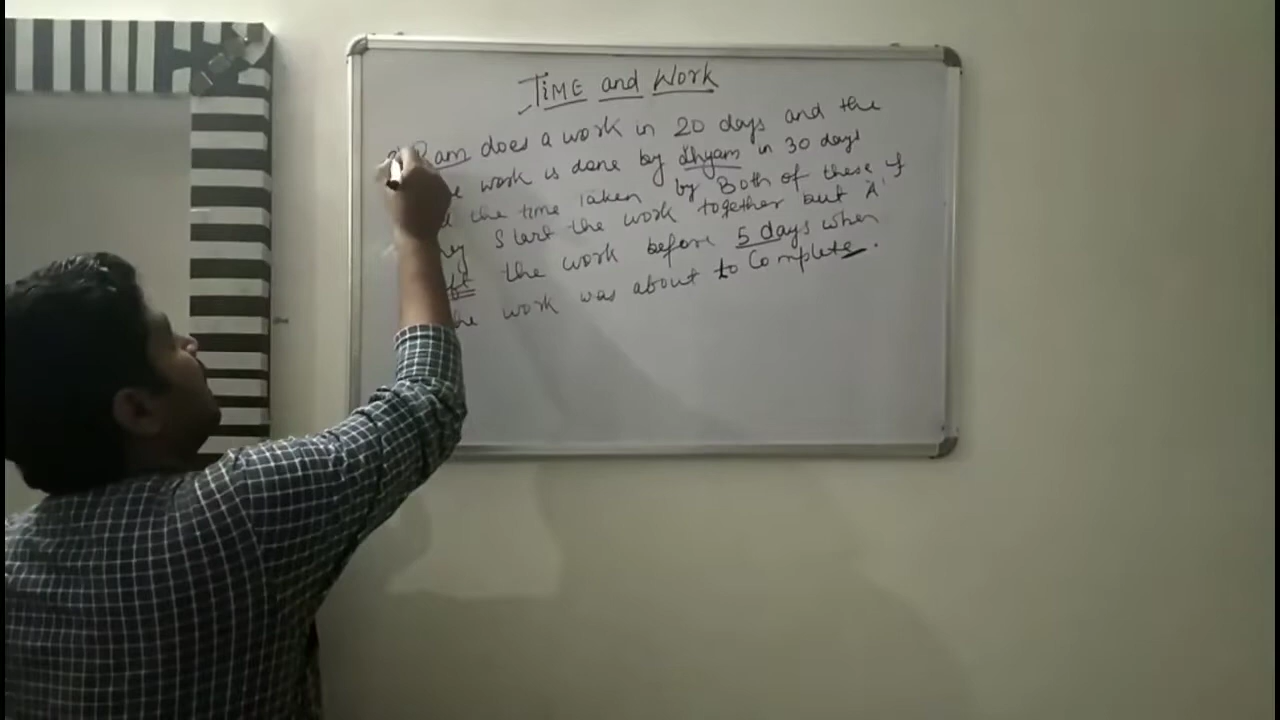 TIME and Work
Ram does a work in 20 days and the
work is done by shyam in 30 days
the time taken by Both of these if
start the work together but 'A'
the work before 5 days when
work was about to Complete.